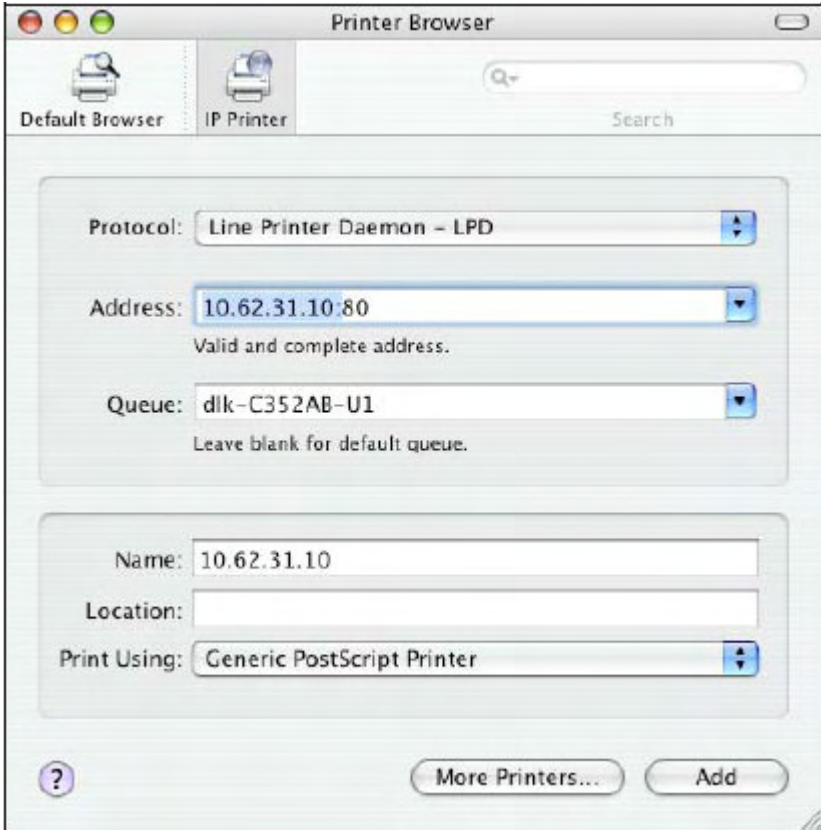 Printer Browser
Default Browser
IP Printer
Search
Protocol: Line Printer Daemon – LPD
Address: 10.62.31.10:80
Valid and complete address.
Queue: dlk-C352AB-U1
Leave blank for default queue.
Name: 10.62.31.10
Location:
Print Using: Generic PostScript Printer
?
More Printers...
Add